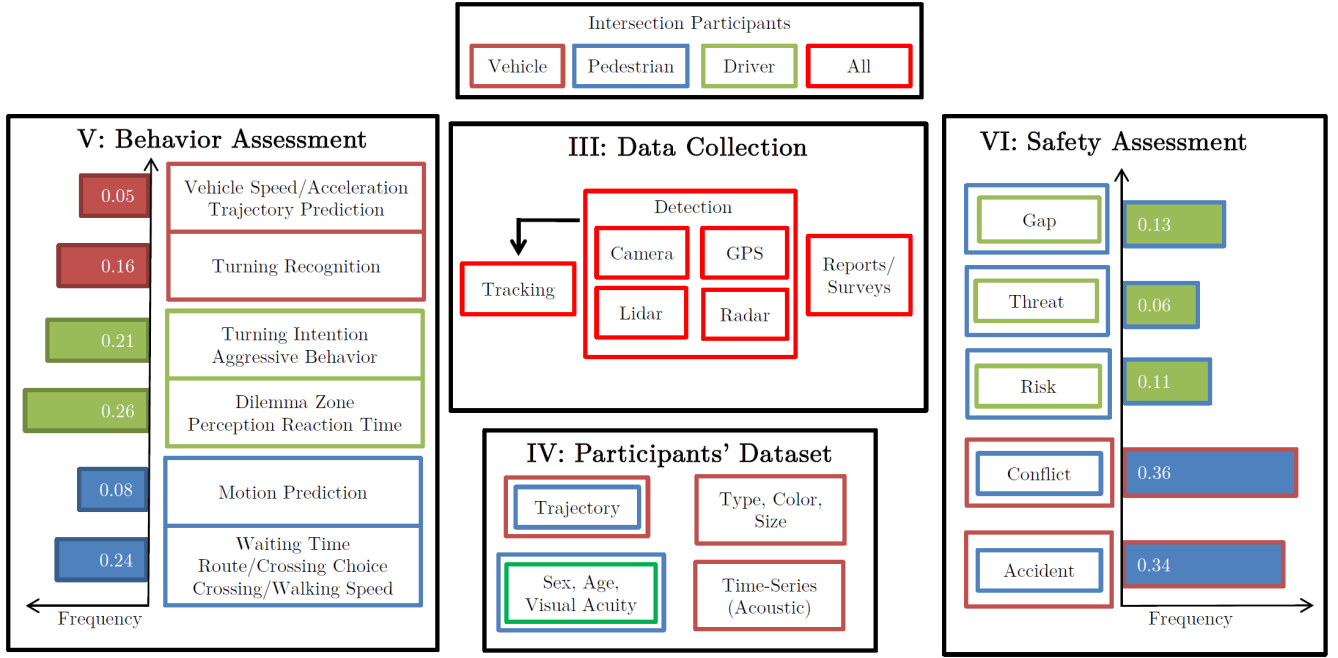 Intersection Participants
Vehicle
Pedestrian
Driver
All
V: Behavior Assessment
0.05
Vehicle Speed/Acceleration
Trajectory Prediction
0.16
Turning Recognition
0.21
Turning Intention
Aggressive Behavior
0.26
Dilemma Zone
Perception Reaction Time
0.08
Motion Prediction
0.24
Waiting Time
Route/Crossing Choice
Crossing/Walking Speed
Frequency
III: Data Collection
Detection
Camera
GPS
Lidar
Radar
Tracking
Reports/
Surveys
IV: Participants' Dataset
Trajectory
Type, Color,
Size
Sex, Age,
Visual Acuity
Time-Series
(Acoustic)
VI: Safety Assessment
Gap
0.13
Threat
0.06
Risk
0.11
Conflict
0.36
Accident
0.34
Frequency